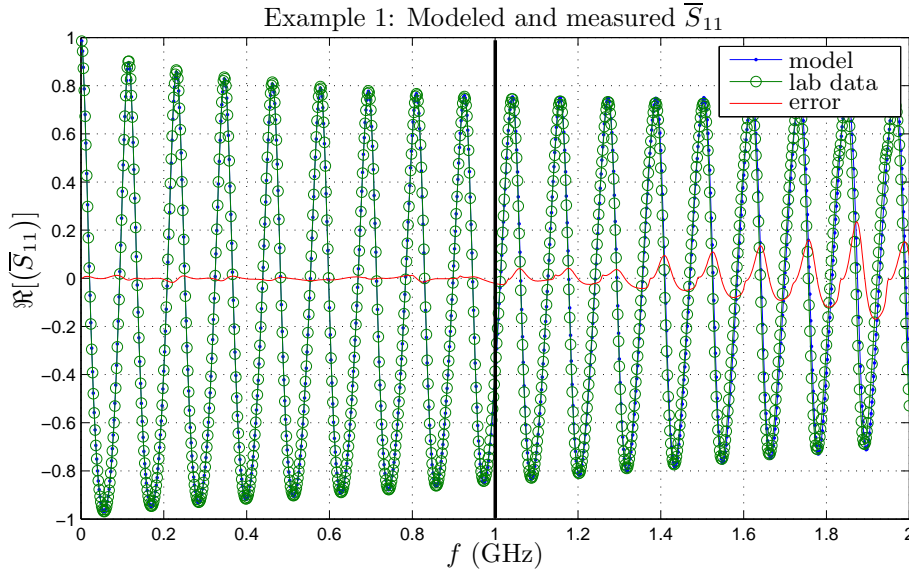 Example 1: Modeled and measured S̅₁₁
model
lab data
error
ℜ[(S̅₁₁)]
1
0.8
0.6
0.4
0.2
0
−0.2
−0.4
−0.6
−0.8
−1
0 0.2 0.4 0.6 0.8 1 1.2 1.4 1.6 1.8 2
f (GHz)